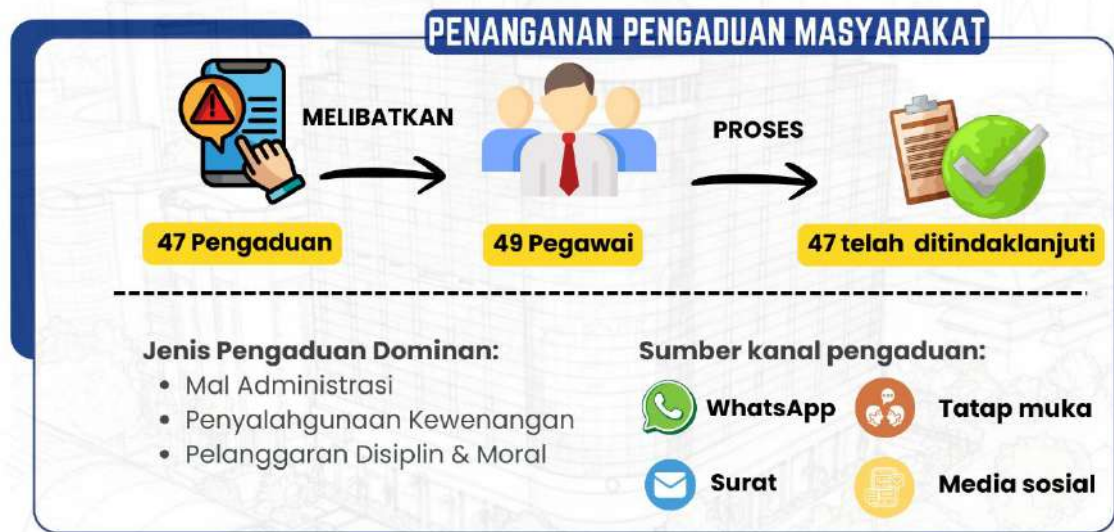 PENANGANAN PENGADUAN MASYARAKAT
MELIBATKAN
PROSES
47 Pengaduan
49 Pegawai
47 telah ditindaklanjuti
Jenis Pengaduan Dominan:
• Mal Administrasi
• Penyalahgunaan Kewenangan
• Pelanggaran Disiplin & Moral
Sumber kanal pengaduan:
WhatsApp
Tatap muka
Surat
Media sosial